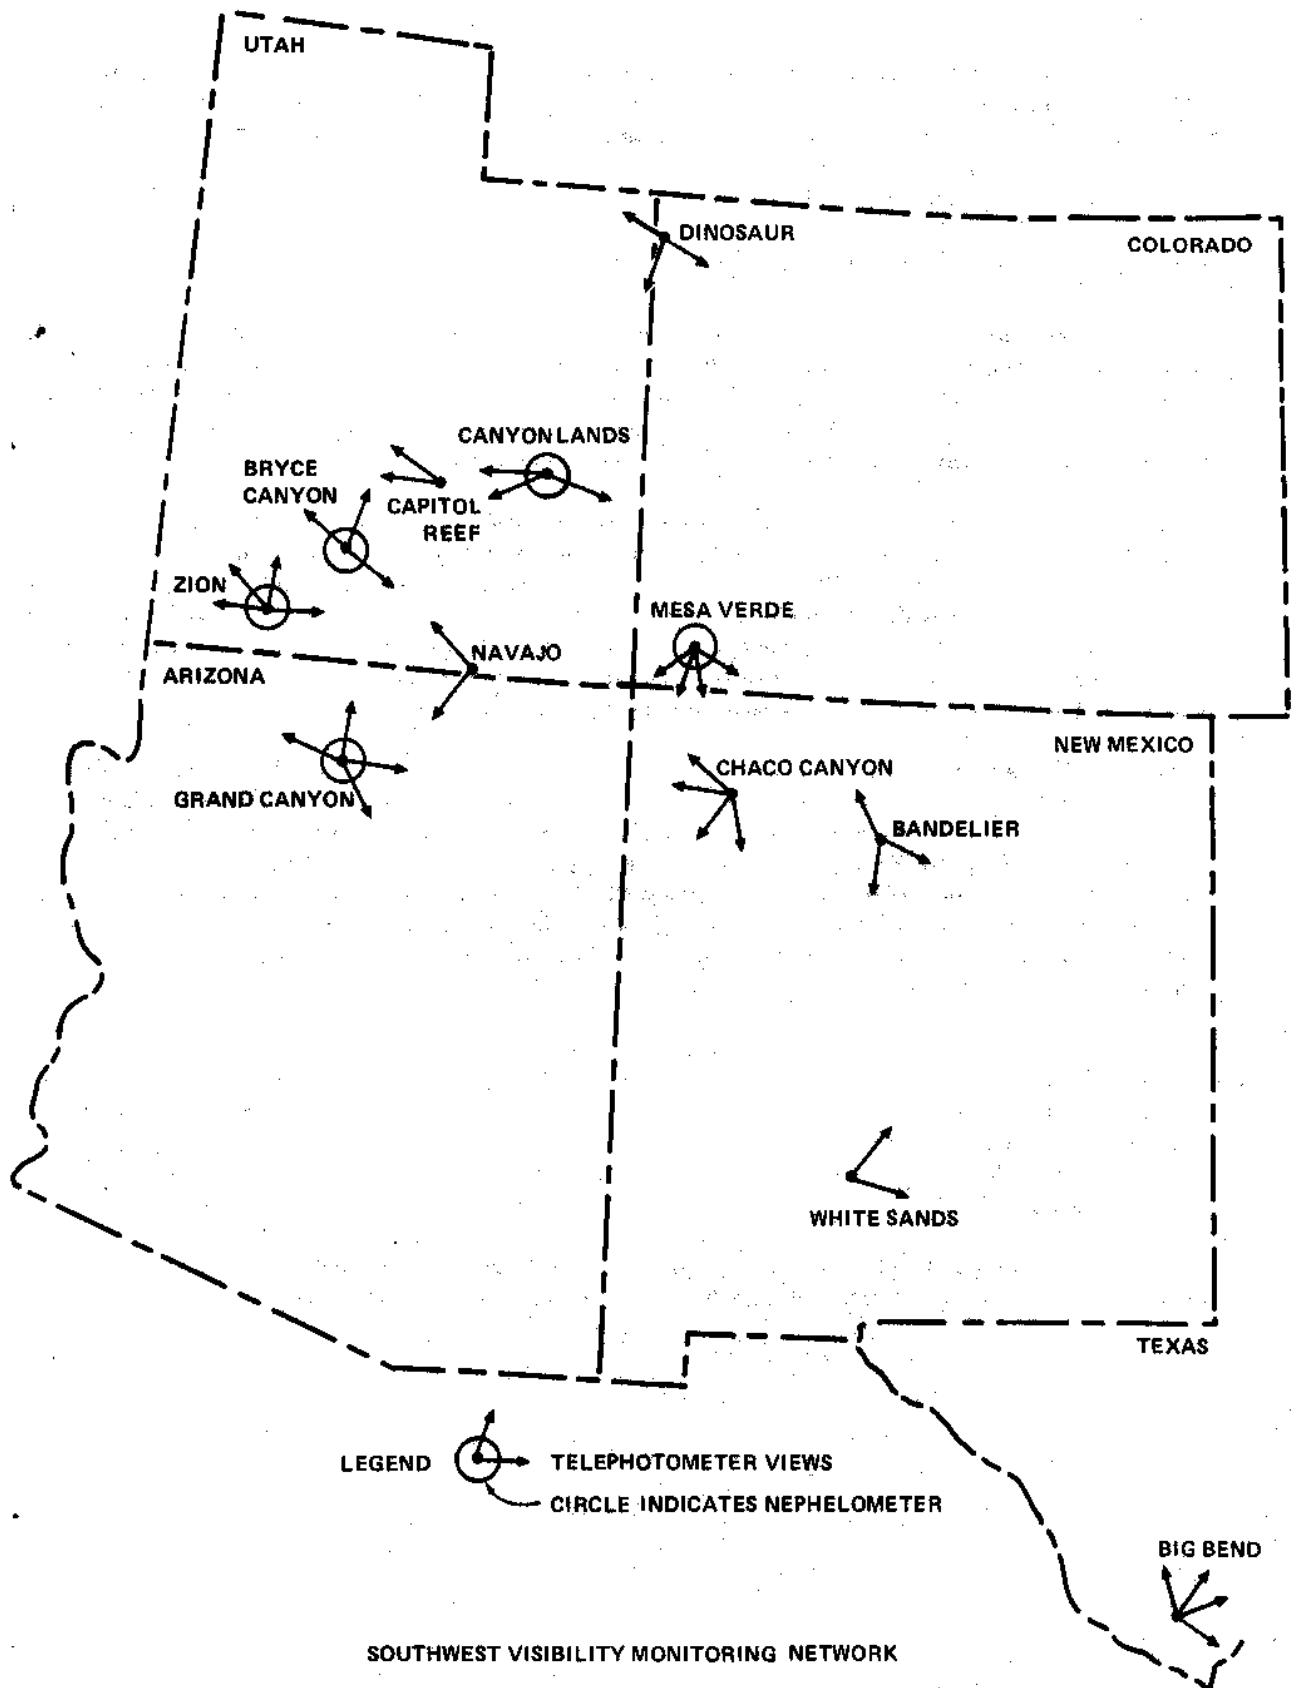 UTAH
DINOSAUR
COLORADO
CANYON LANDS
BRYCE
CANYON
CAPITOL
REEF
ZION
MESA VERDE
NAVAJO
ARIZONA
NEW MEXICO
CHACO CANYON
GRAND CANYON
BANDELIER
WHITE SANDS
TEXAS
LEGEND
TELEPHOTOMETER VIEWS
CIRCLE INDICATES NEPHELOMETER
BIG BEND
SOUTHWEST VISIBILITY MONITORING NETWORK